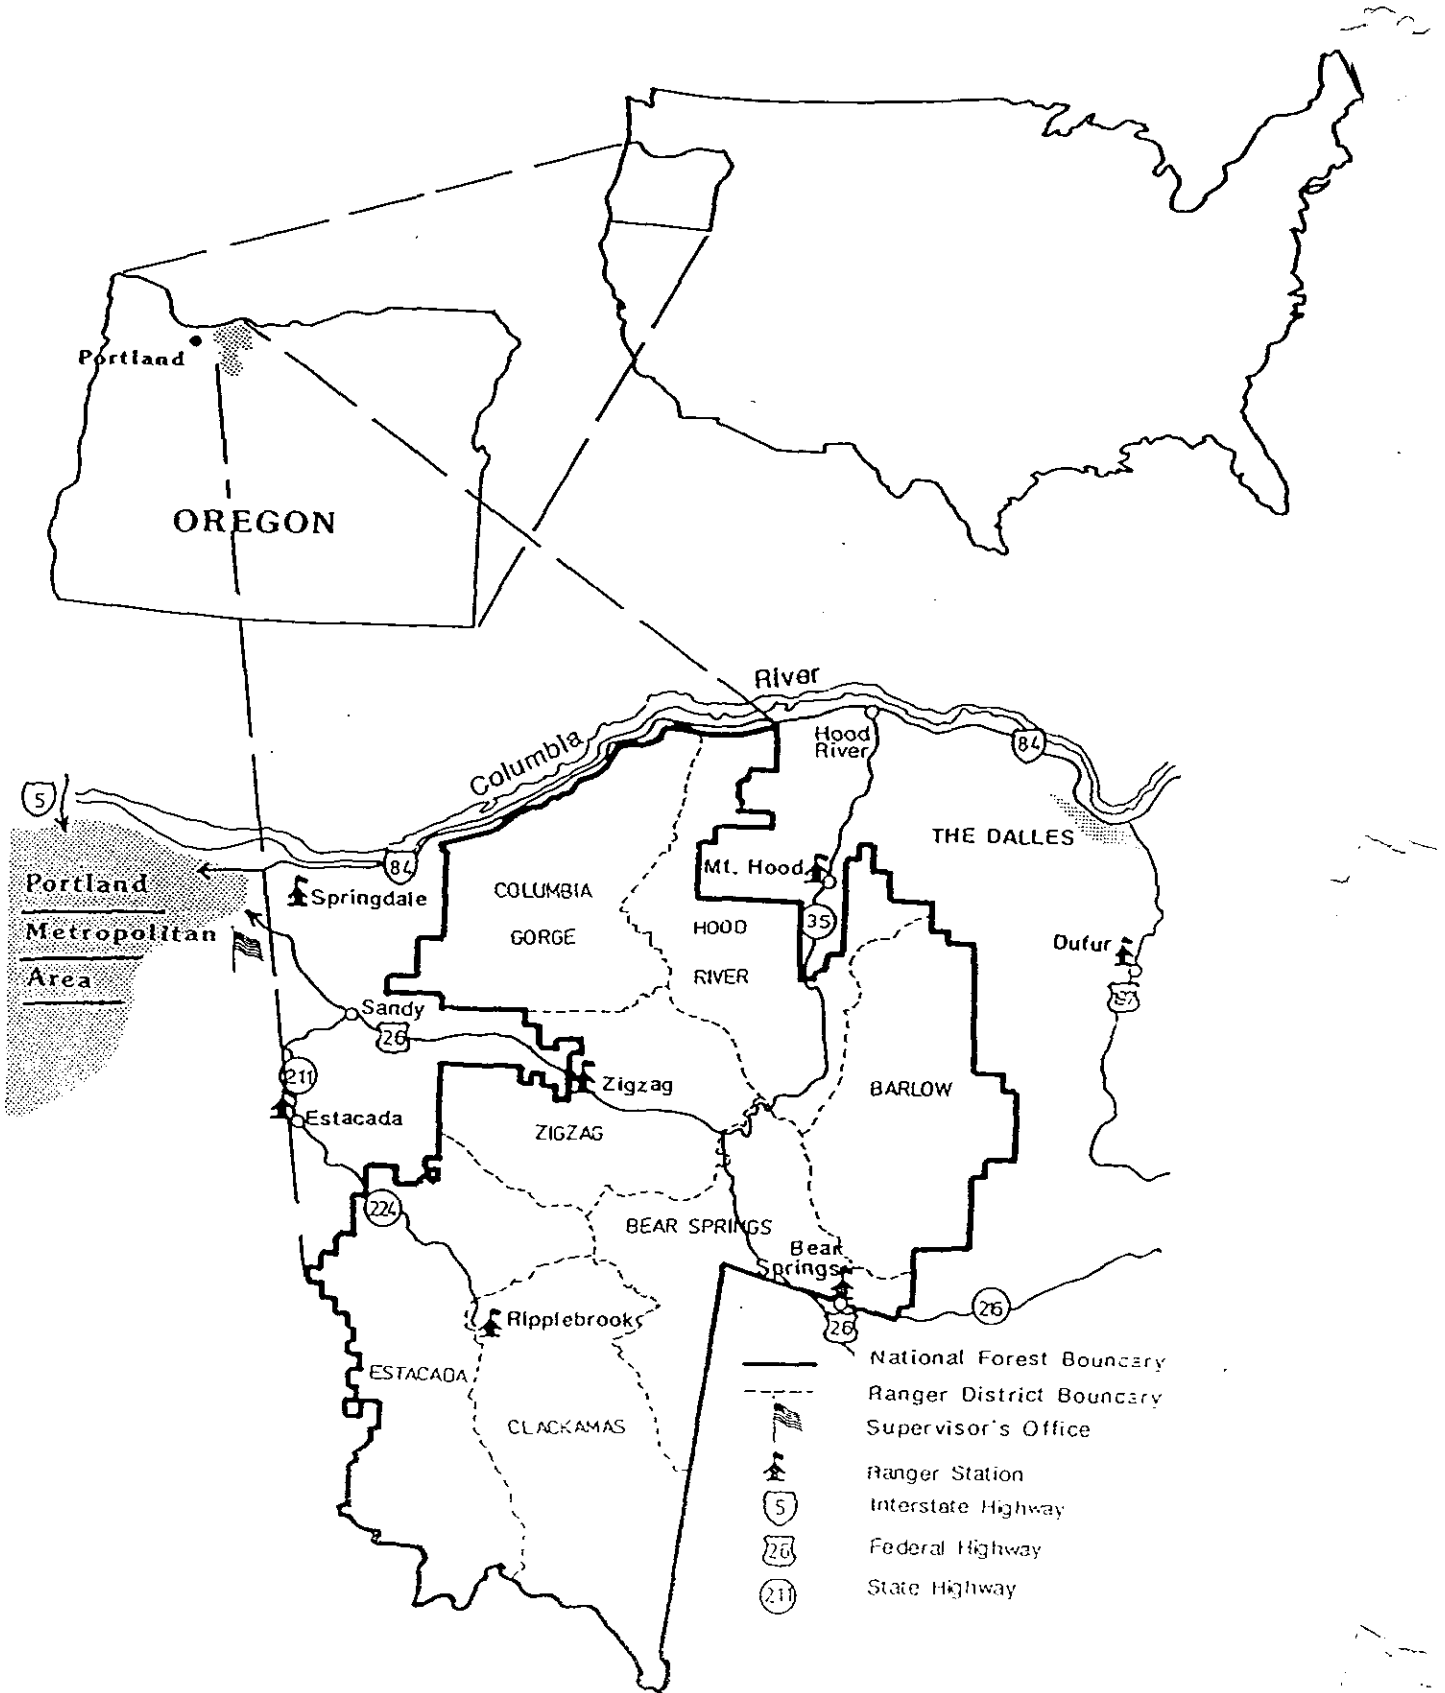 Portland
OREGON
River
Columbia
Hood
River
84
5
THE DALLES
84
Mt. Hood
Portland
Springdale
COLUMBIA
GORGE
HOOD
RIVER
35
Metropolitan
Dufur
Area
Sandy
26
211
Zigzag
BARLOW
Estacada
ZIGZAG
224
BEAR SPRINGS
Bear
Springs
Ripplebrook
26
216
ESTACADA
CLACKAMAS
National Forest Boundary
Ranger District Boundary
Supervisor's Office
Ranger Station
5
Interstate Highway
26
Federal Highway
211
State Highway